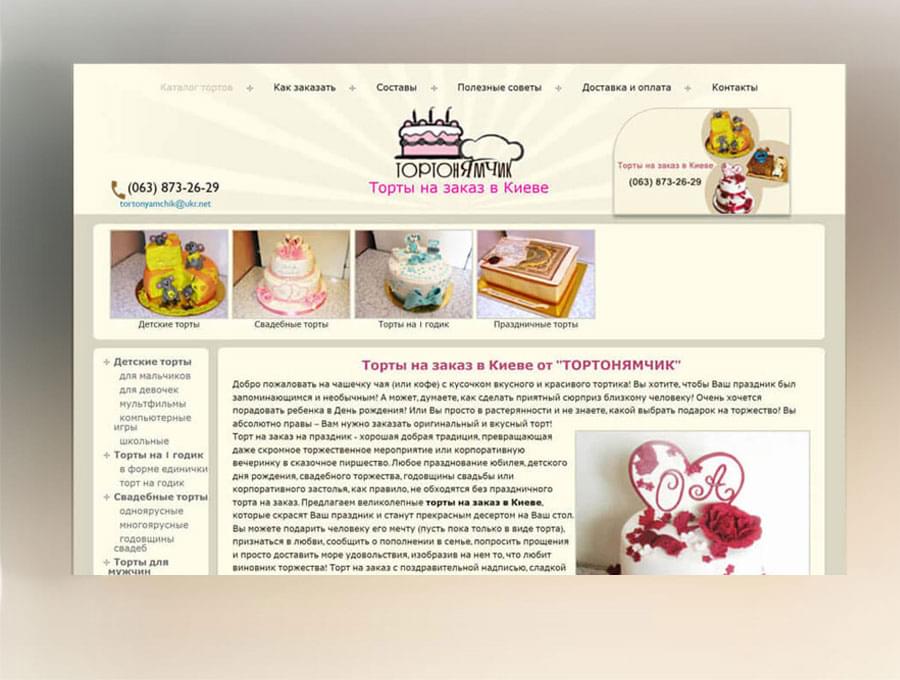 Каталог тортов Как заказать Составы Полезные советы Доставка и оплата Контакты
ТОРТОНЯМЧИК
Торты на заказ в Киеве
(063) 873-26-29
tortonyamchik@ukr.net
Торты на заказ в Киеве
(063) 873-26-29
Детские торты Свадебные торты Торты на 1 годик Праздничные торты
Детские торты
для мальчиков
для девочек
мультфильмы
компьютерные
игры
школьные
Торты на 1 годик
в форме единички
торт на годик
Свадебные торты
одноярусные
многоярусные
годовщины
свадеб
Торты для
мужчин
Торты на заказ в Киеве от "ТОРТОНЯМЧИК"
Добро пожаловать на чашечку чая (или кофе) с кусочком вкусного и красивого тортика! Вы хотите, чтобы Ваш праздник был
запоминающимся и необычным! А может, думаете, как сделать приятный сюрприз близкому человеку! Очень хочется
порадовать ребенка в День рождения! Или Вы просто в растерянности и не знаете, какой выбрать подарок на торжество! Вы
абсолютно правы – Вам нужно заказать оригинальный и вкусный торт!
Торт на заказ на праздник - хорошая добрая традиция, превращающая
даже скромное торжественное мероприятие или корпоративную
вечеринку в сказочное пиршество. Любое празднование юбилея, детского
дня рождения, свадебного торжества, годовщины свадьбы или
корпоративного застолья, как правило, не обходятся без праздничного
торта на заказ. Предлагаем великолепные торты на заказ в Киеве,
которые скрасят Ваш праздник и станут прекрасным десертом на Ваш стол.
Вы можете подарить человеку его мечту (пусть пока только в виде торта),
признаться в любви, сообщить о пополнении в семье, попросить прощения
и просто доставить море удовольствия, изобразив на нем то, что любит
виновник торжества! Торт на заказ с поздравительной надписью, сладкой
О А